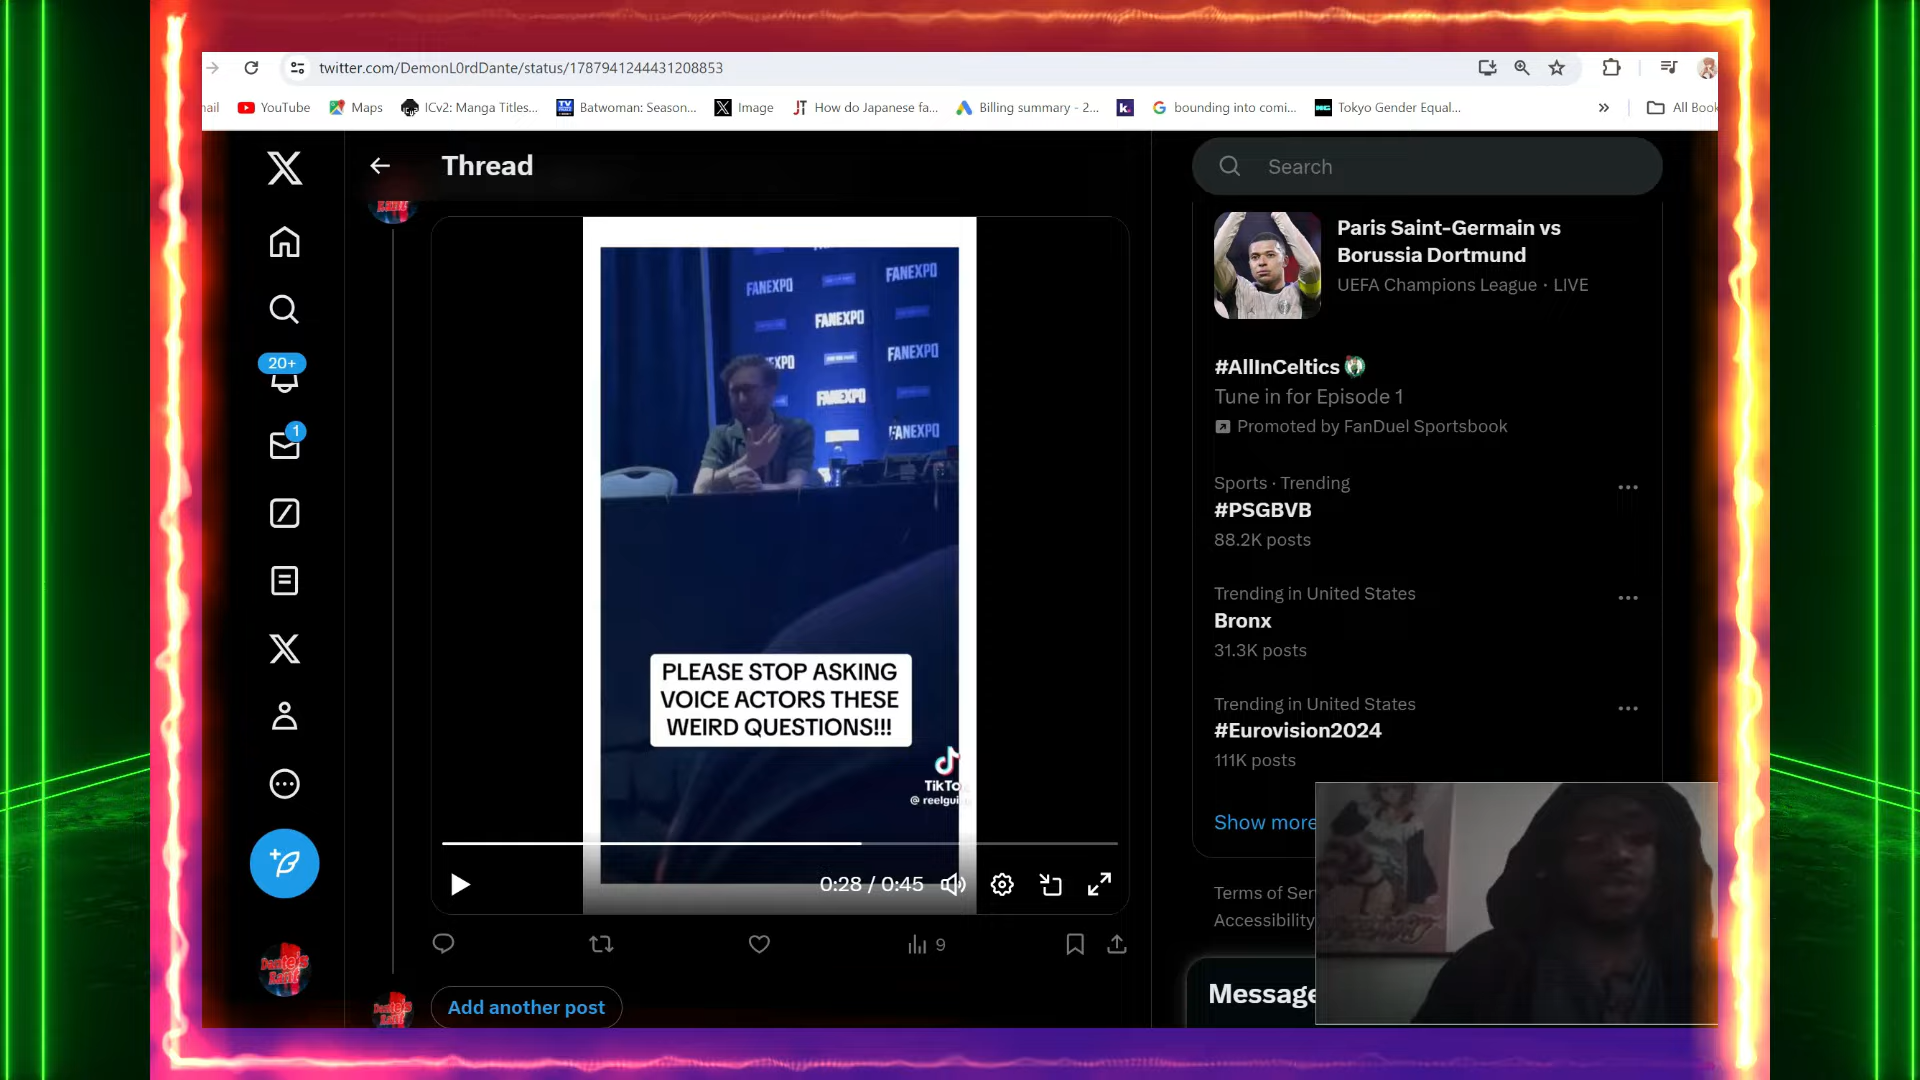 twitter.com/DemonL0rdDante/status/1787941244431208853
YouTube
Maps
ICv2: Manga Titles...
Batwoman: Season...
Image
How do Japanese fa...
Billing summary - 2...
bounding into comi...
Tokyo Gender Equal...
All Book
Thread
Search
20+
1
FANEXPO
FANEXPO
FANEXPO
FANEXPO
FANEXPO
FANEXPO
PLEASE STOP ASKING
VOICE ACTORS THESE
WEIRD QUESTIONS!!!
TikTo
@ reelgui
0:28 / 0:45
9
Add another post
Paris Saint-Germain vs
Borussia Dortmund
UEFA Champions League · LIVE
#AllInCeltics
Tune in for Episode 1
Promoted by FanDuel Sportsbook
Sports · Trending
#PSGBVB
88.2K posts
Trending in United States
Bronx
31.3K posts
Trending in United States
#Eurovision2024
111K posts
Show more
Terms of Ser
Accessibility
Message
Dante's
Rant